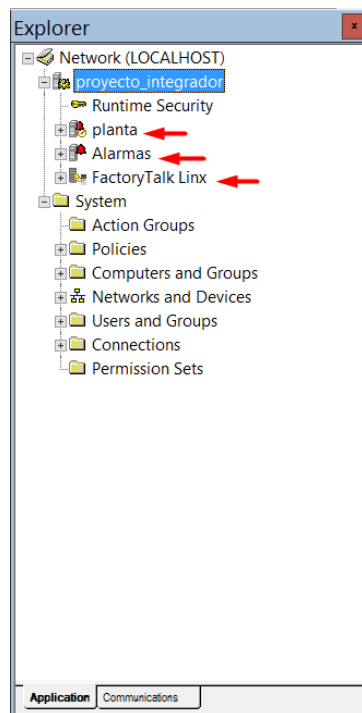 Explorer
x
Network (LOCALHOST)
proyecto_integrador
Runtime Security
planta
Alarmas
FactoryTalk Linx
System
Action Groups
Policies
Computers and Groups
Networks and Devices
Users and Groups
Connections
Permission Sets
Application Communications